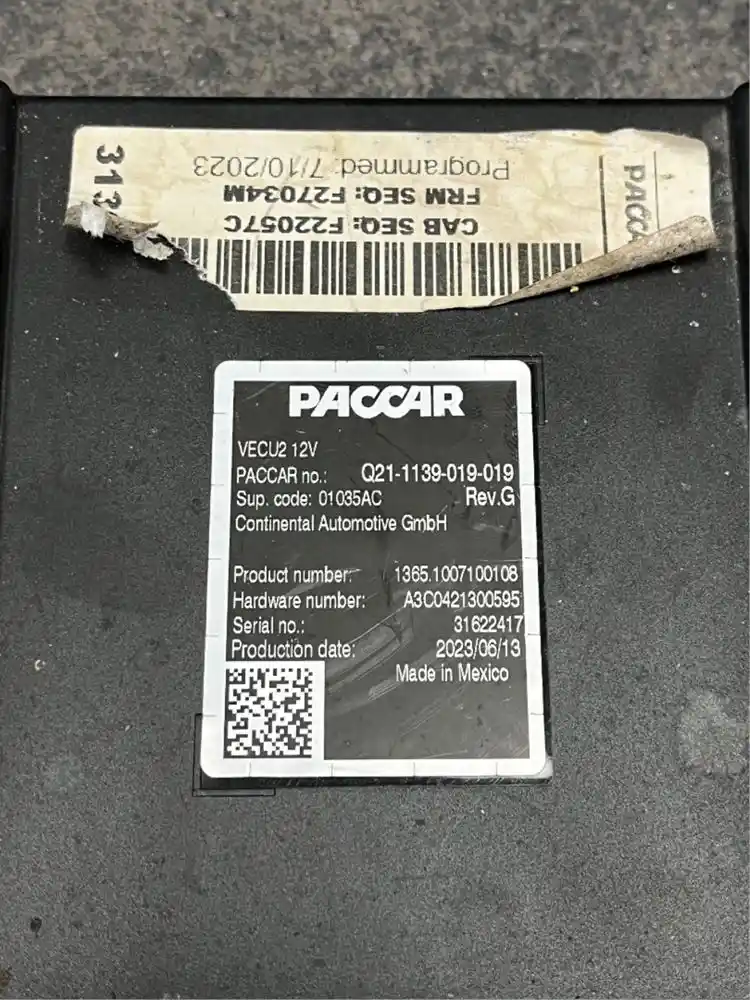 Programmed: 7/10/2023
FRM SEQ: F27034M
CAB SEQ: F22057C
313
PACCAR
VECU2 12V
PACCAR no.: Q21-1139-019-019
Sup. code: 01035AC Rev.G
Continental Automotive GmbH
Product number: 1365.1007100108
Hardware number: A3C0421300595
Serial no.: 31622417
Production date: 2023/06/13
Made in Mexico